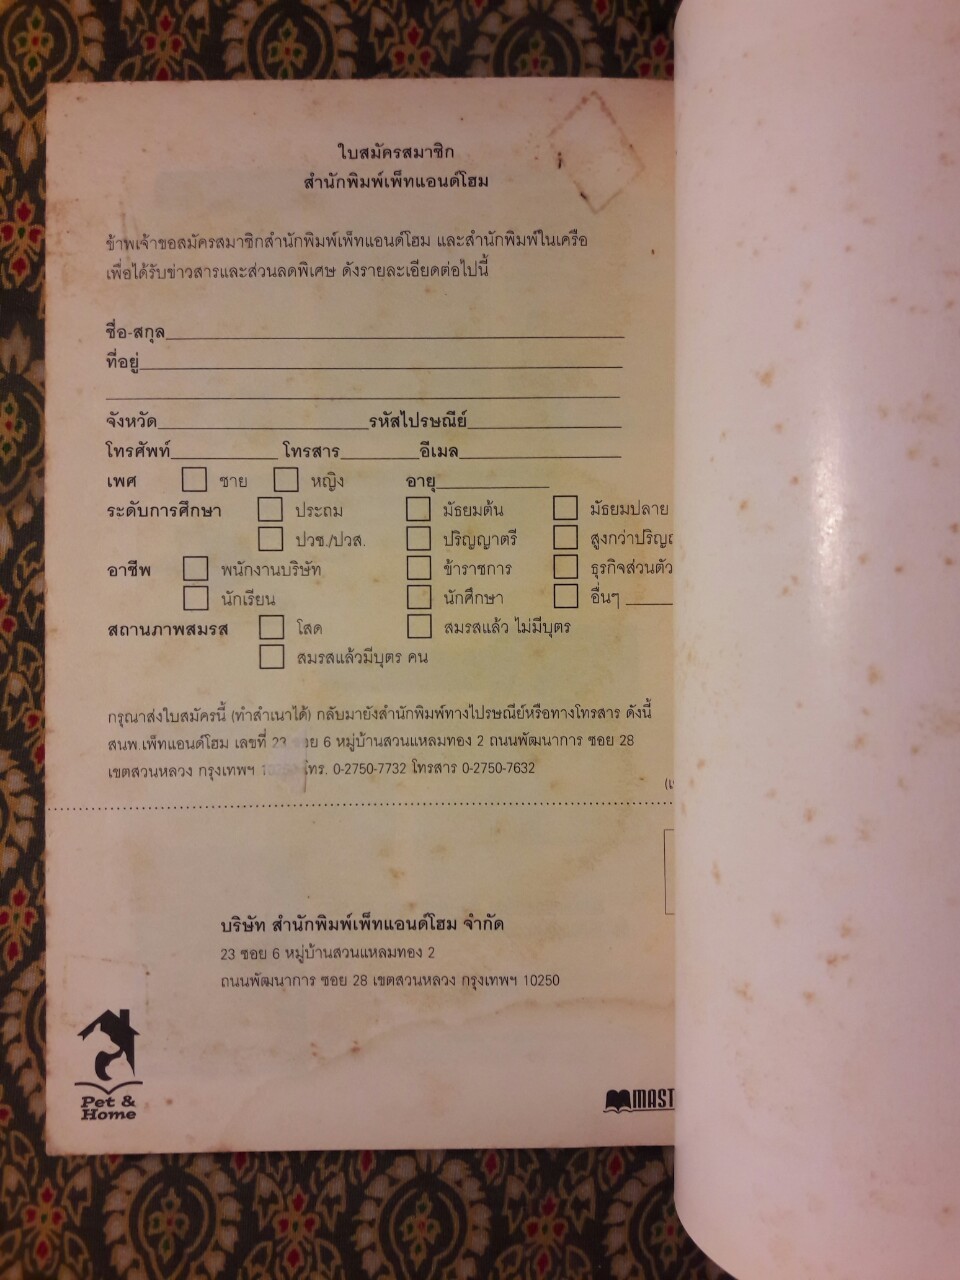 ใบสมัครสมาชิก
สำนักพิมพ์เพ็ทแอนด์โฮม
ข้าพเจ้าขอสมัครสมาชิกสำนักพิมพ์เพ็ทแอนด์โฮม และสำนักพิมพ์ในเครือ
เพื่อได้รับข่าวสารและส่วนลดพิเศษ ดังรายละเอียดต่อไปนี้
ชื่อ-สกุล
ที่อยู่
จังหวัด รหัสไปรษณีย์
โทรศัพท์ โทรสาร อีเมล
เพศ ชาย หญิง อายุ
ระดับการศึกษา ประถม มัธยมต้น มัธยมปลาย
ปวช./ปวส. ปริญญาตรี
อาชีพ พนักงานบริษัท ข้าราชการ ธุรกิจส่วนตัว
นักเรียน นักศึกษา อื่นๆ
สถานภาพสมรส โสด สมรสแล้ว ไม่มีบุตร
สมรสแล้วมีบุตร คน
กรุณาส่งใบสมัครนี้ (ทำสำเนาได้) กลับมายังสำนักพิมพ์ทางไปรษณีย์หรือทางโทรสาร ดังนี้
สนพ.เพ็ทแอนด์โฮม เลขที่ 23 ซอย 6 หมู่บ้านสวนแหลมทอง 2 ถนนพัฒนาการ ซอย 28
เขตสวนหลวง กรุงเทพฯ 10250 โทร. 0-2750-7732 โทรสาร 0-2750-7632
บริษัท สำนักพิมพ์เพ็ทแอนด์โฮม จำกัด
23 ซอย 6 หมู่บ้านสวนแหลมทอง 2
ถนนพัฒนาการ ซอย 28 เขตสวนหลวง กรุงเทพฯ 10250
Pet &
Home